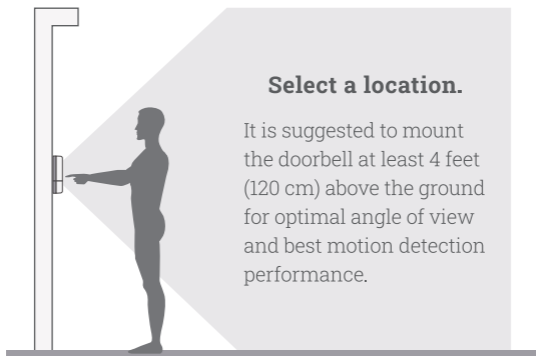 Select a location.
It is suggested to mount
the doorbell at least 4 feet
(120 cm) above the ground
for optimal angle of view
and best motion detection
performance.